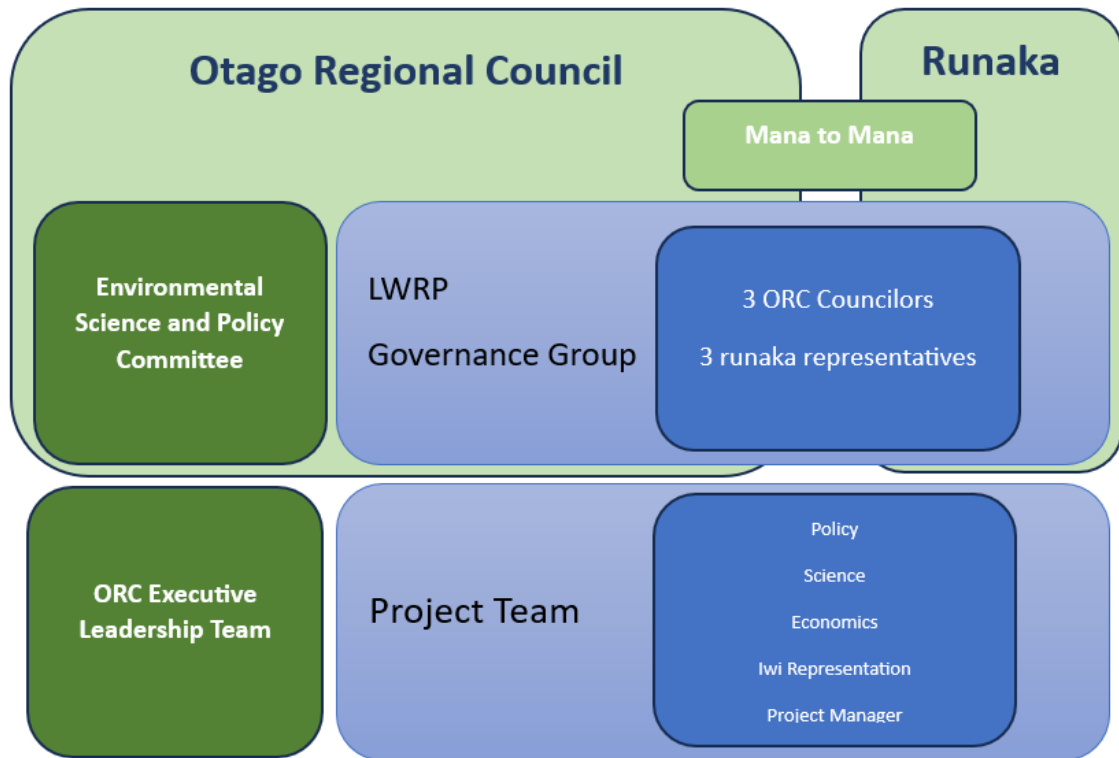 Otago Regional Council
Runaka
Mana to Mana
Environmental
Science and Policy
Committee
LWRP
Governance Group
3 ORC Councilors
3 runaka representatives
ORC Executive
Leadership Team
Project Team
Policy
Science
Economics
Iwi Representation
Project Manager